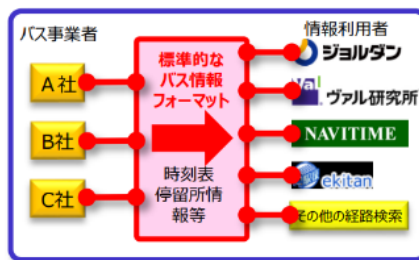 バス事業者
A社
B社
C社
標準的な
バス情報
フォーマット
時刻表
停留所情
報等
情報利用者
ジョルダン
Val
ヴァル研究所
NAVITIME
ekitan
その他の経路検索